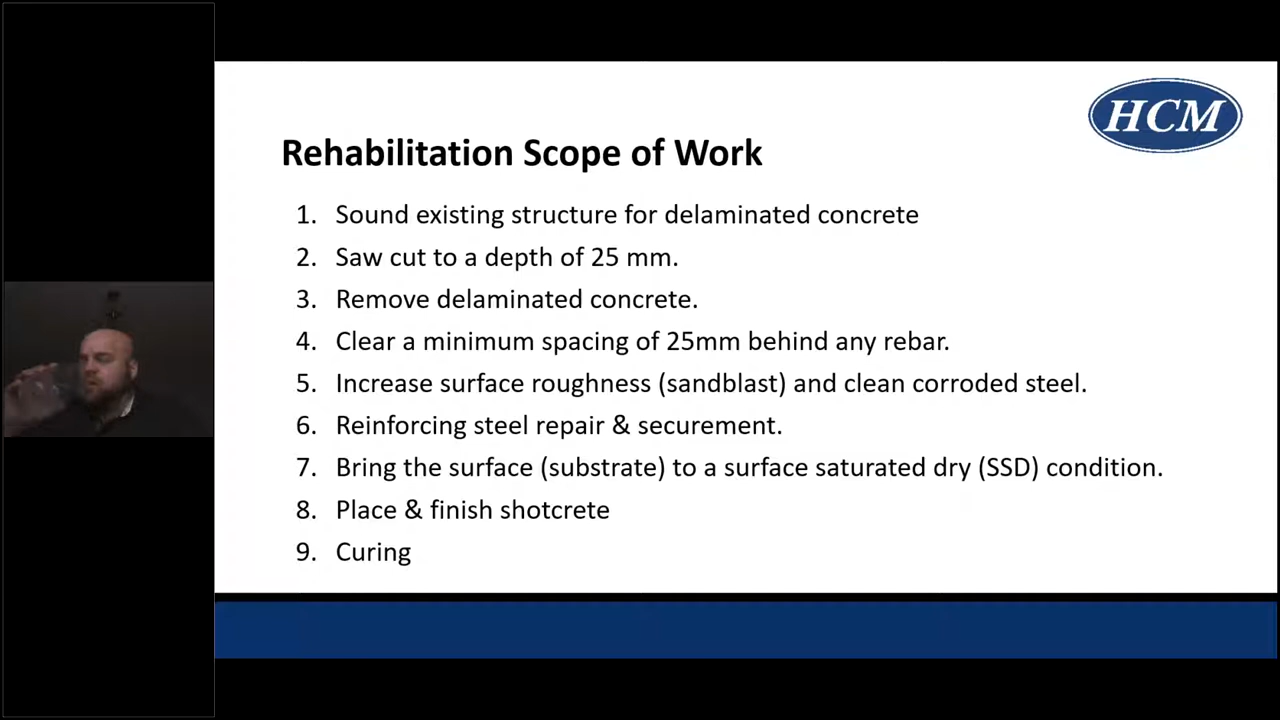 HCM
Rehabilitation Scope of Work
1. Sound existing structure for delaminated concrete
2. Saw cut to a depth of 25 mm.
3. Remove delaminated concrete.
4. Clear a minimum spacing of 25mm behind any rebar.
5. Increase surface roughness (sandblast) and clean corroded steel.
6. Reinforcing steel repair & securement.
7. Bring the surface (substrate) to a surface saturated dry (SSD) condition.
8. Place & finish shotcrete
9. Curing